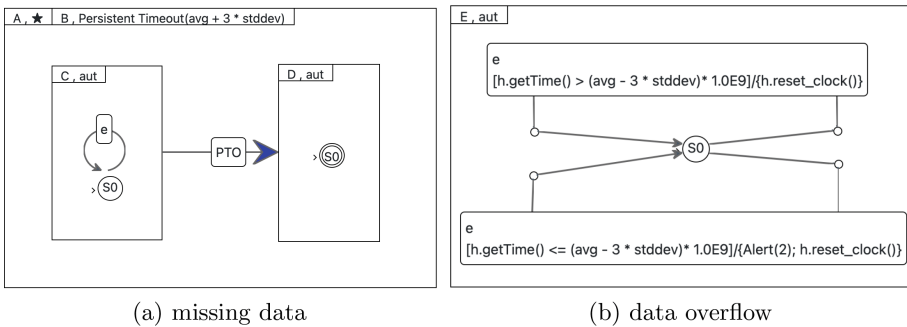 A , ★ B , Persistent Timeout(avg + 3 * stddev)
C , aut
D , aut
e
S0
PTO
S0
(a) missing data
E , aut
e
[h.getTime() > (avg - 3 * stddev)* 1.0E9]/{h.reset_clock()}
S0
e
[h.getTime() <= (avg - 3 * stddev)* 1.0E9]/{Alert(2); h.reset_clock()}
(b) data overflow